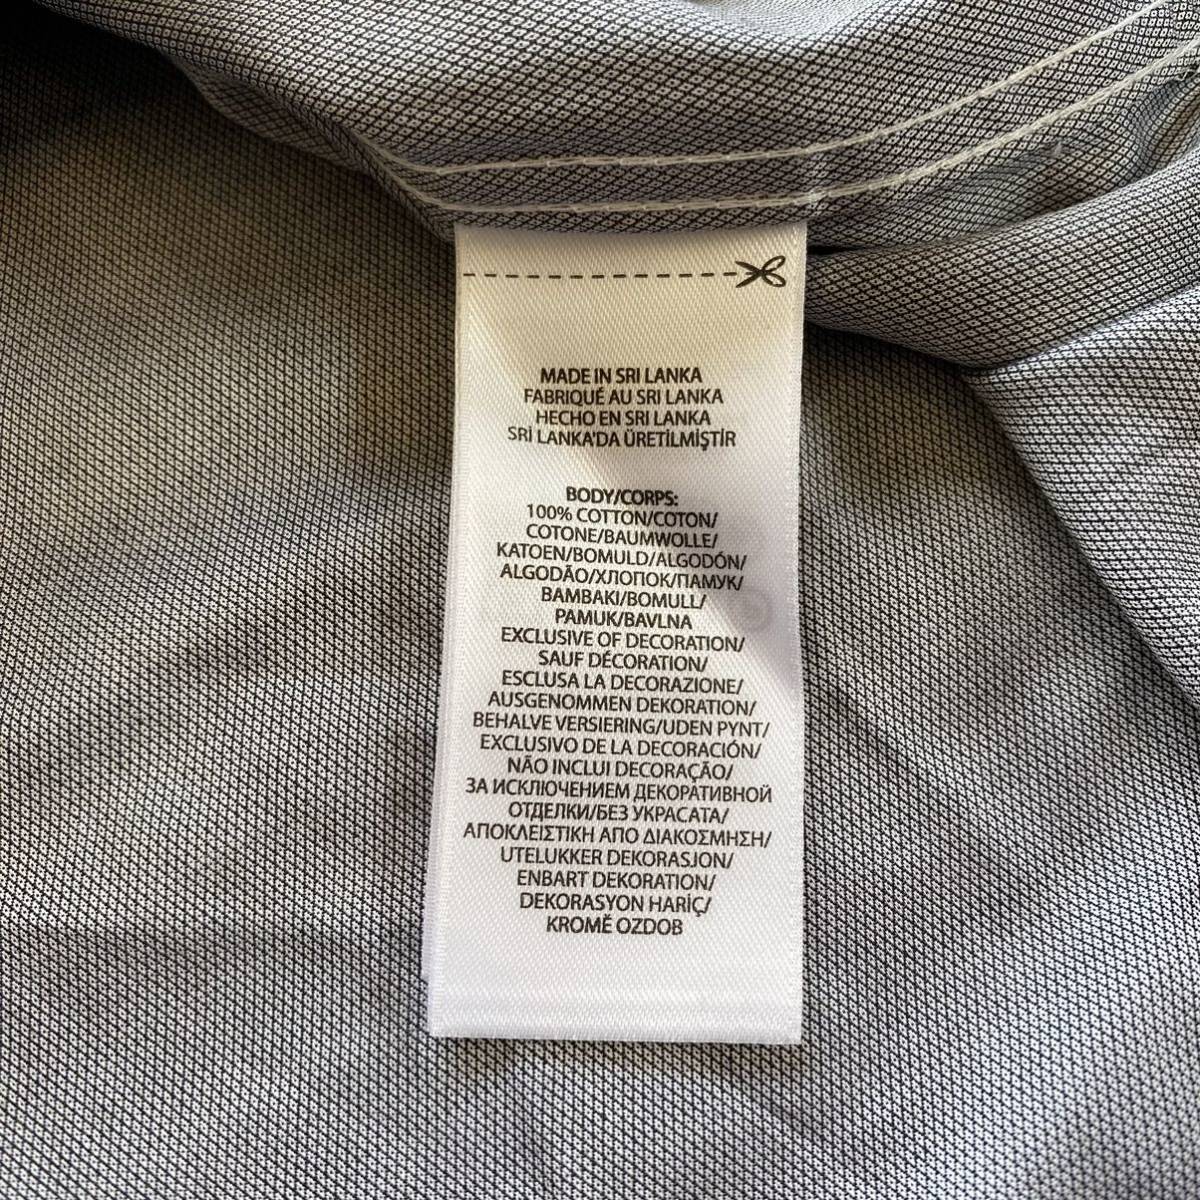 MADE IN SRI LANKA
FABRIQUÉ AU SRI LANKA
HECHO EN SRI LANKA
SRİ LANKA'DA ÜRETİLMİŞTİR
BODY/CORPS:
100% COTTON/COTON/
COTONE/BAUMWOLLE/
KATOEN/BOMULD/ALGODÓN/
ALGODÃO/ХЛОПОК/ПАМУК/
BAMBAKI/BOMULL/
PAMUK/BAVLNA
EXCLUSIVE OF DECORATION/
SAUF DÉCORATION/
ESCLUSA LA DECORAZIONE/
AUSGENOMMEN DEKORATION/
BEHALVE VERSIERING/UDEN PYNT/
EXCLUSIVO DE LA DECORACIÓN/
NÃO INCLUI DECORAÇÃO/
ЗА ИСКЛЮЧЕНИЕМ ДЕКОРАТИВНОЙ
ОТДЕЛКИ/БЕЗ УКРАСАТА/
ΑΠΟΚΛΕΙΣΤΙΚΗ ΑΠΟ ΔΙΑΚΟΣΜΗΣΗ/
UTELUKKER DEKORASJON/
ENBART DEKORATION/
DEKORASYON HARİÇ/
KROMĚ OZDOB